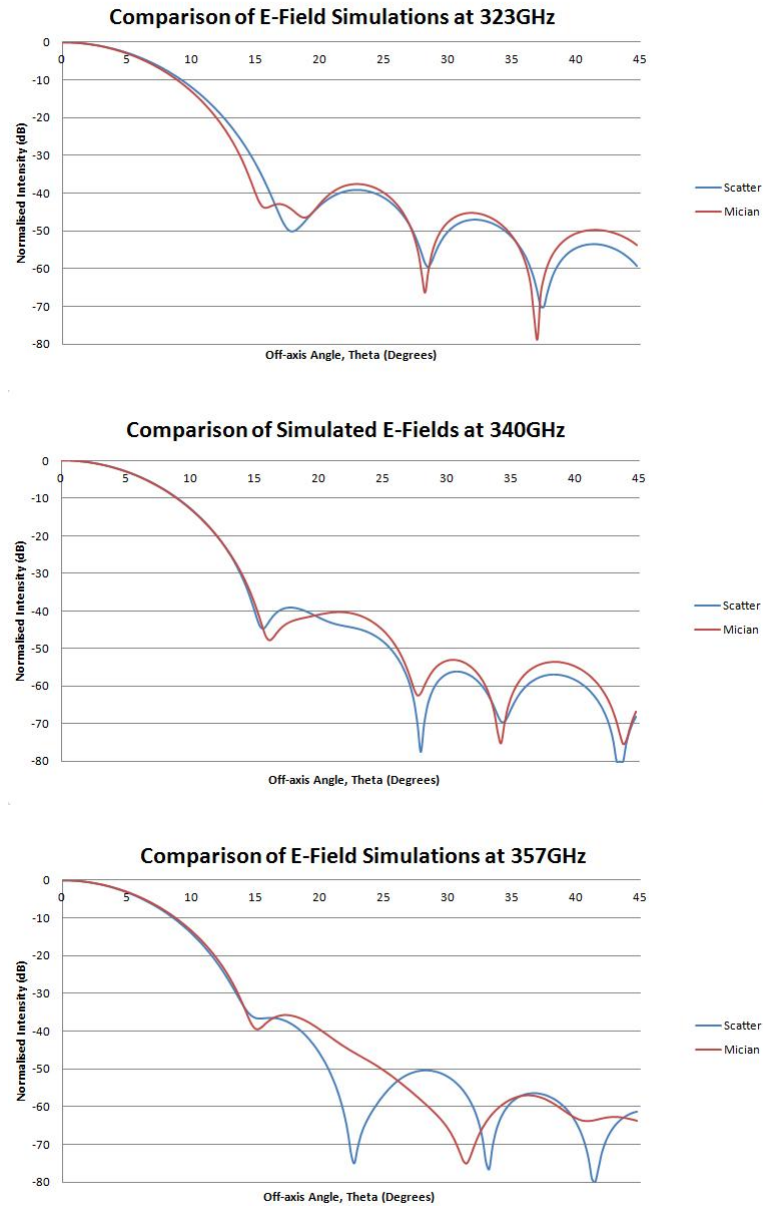 Comparison of E-Field Simulations at 323GHz
0
0 5 10 15 20 25 30 35 40 45
-10
-20
-30
-40
-50
-60
-70
-80
Normalised Intensity (dB)
Scatter
Mician
Off-axis Angle, Theta (Degrees)
Comparison of Simulated E-Fields at 340GHz
0
0 5 10 15 20 25 30 35 40 45
-10
-20
-30
-40
-50
-60
-70
-80
Normalised Intensity (dB)
Scatter
Mician
Off-axis Angle, Theta (Degrees)
Comparison of E-Field Simulations at 357GHz
0
0 5 10 15 20 25 30 35 40 45
-10
-20
-30
-40
-50
-60
-70
-80
Normalised Intensity (dB)
Scatter
Mician
Off-axis Angle, Theta (Degrees)